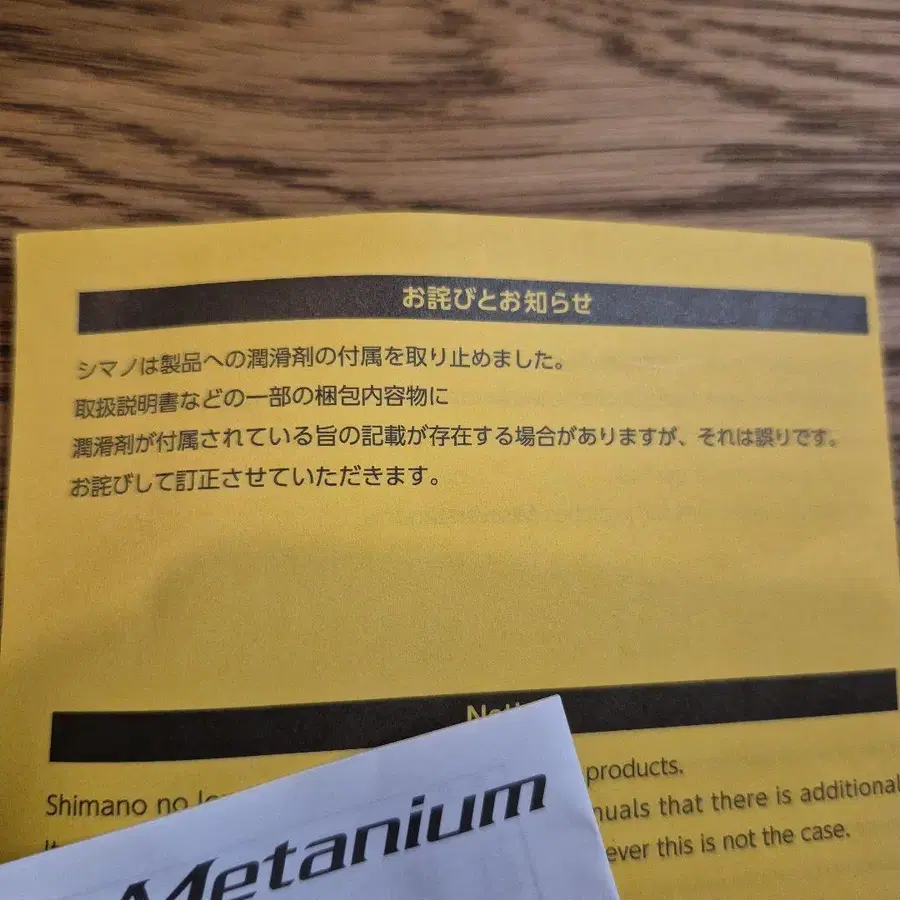 お詫びとお知らせ
シマノは製品への潤滑剤の付属を取り止めました。
取扱説明書などの一部の梱包内容物に
潤滑剤が付属されている旨の記載が存在する場合がありますが、それは誤りです。
お詫びして訂正させていただきます。
Shimano no
products.
that there is additional
this is not the case.
Metanium